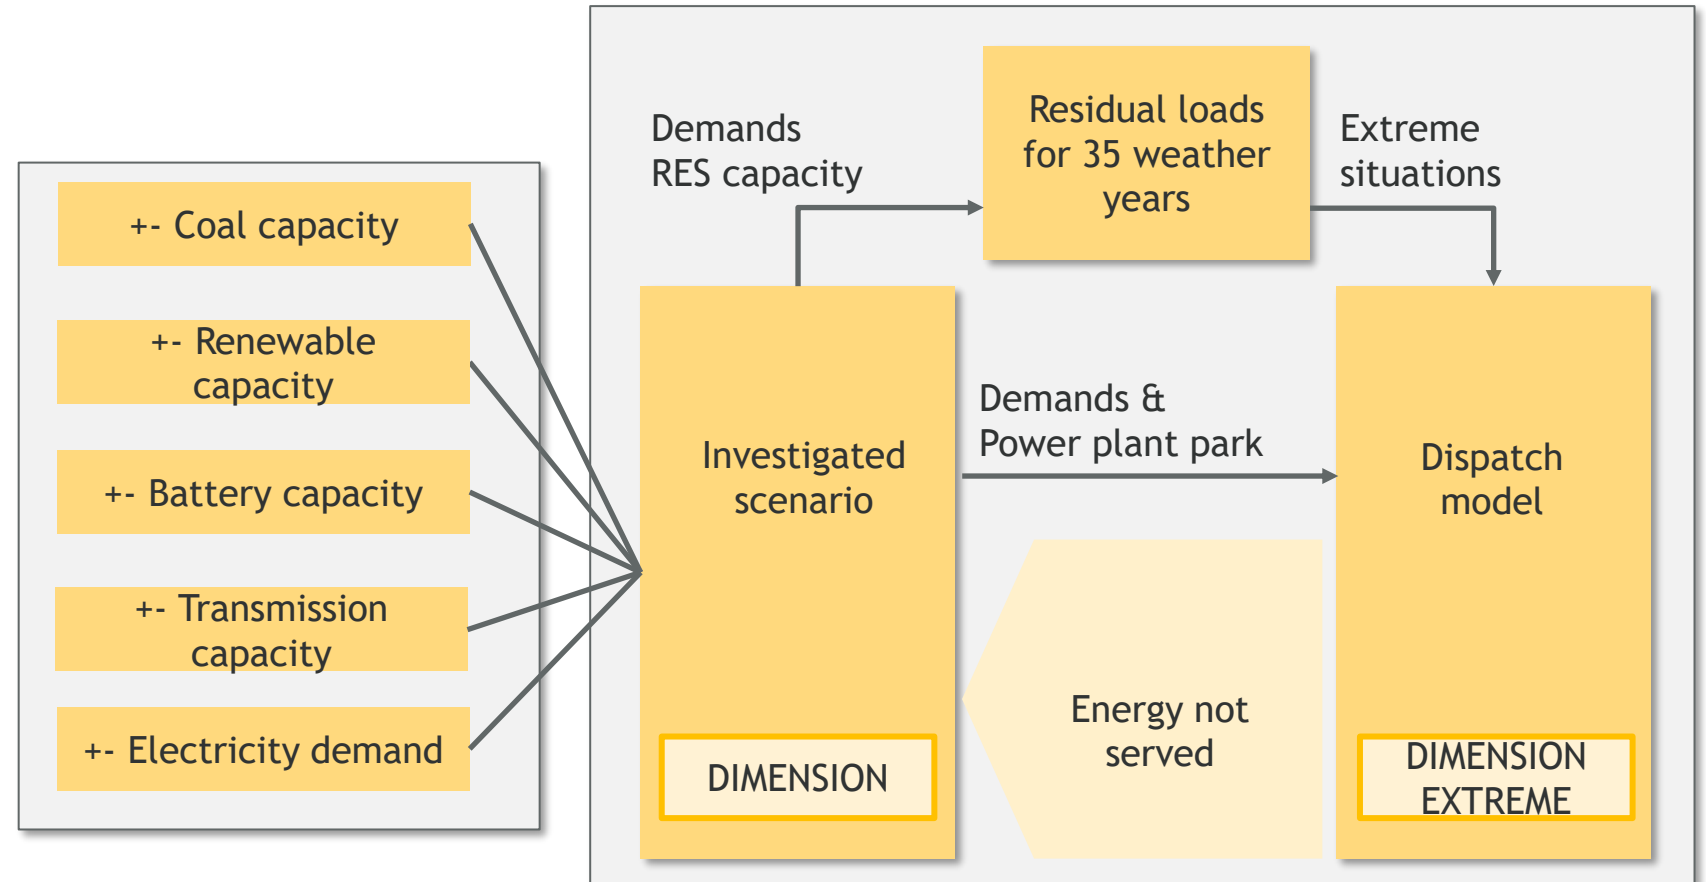 +- Coal capacity
+- Renewable
capacity
+- Battery capacity
+- Transmission
capacity
+- Electricity demand
Demands
RES capacity
Residual loads
for 35 weather
years
Extreme
situations
Investigated
scenario
DIMENSION
Demands &
Power plant park
Energy not
served
Dispatch
model
DIMENSION
EXTREME